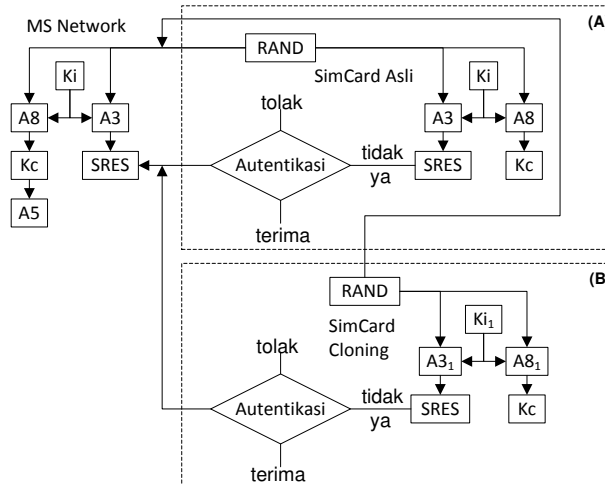 MS Network
RAND
(A
Ki
SimCard Asli
Ki
A8
A3
tolak
A3
A8
Kc
SRES
Autentikasi
tidak
ya
SRES
Kc
A5
terima
RAND
(B
SimCard
Cloning
Ki₁
tolak
A3₁
A8₁
Autentikasi
tidak
ya
SRES
Kc
terima